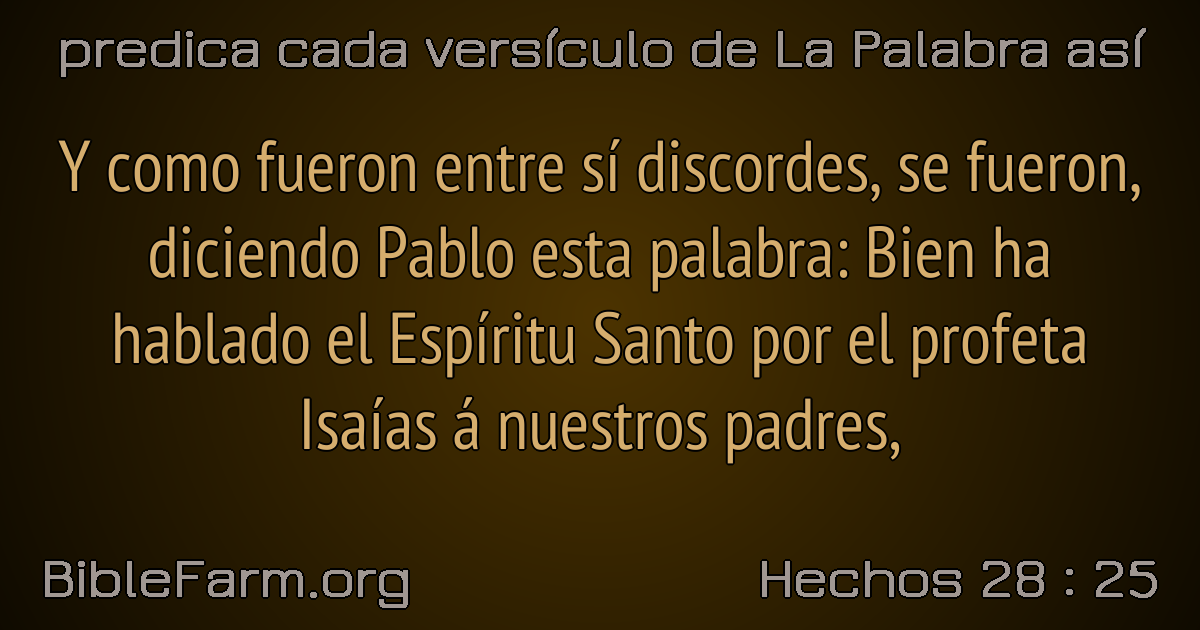 predica cada versículo de La Palabra así
Y como fueron entre sí discordes, se fueron,
diciendo Pablo esta palabra: Bien ha
hablado el Espíritu Santo por el profeta
Isaías á nuestros padres,
BibleFarm.org
Hechos 28 : 25